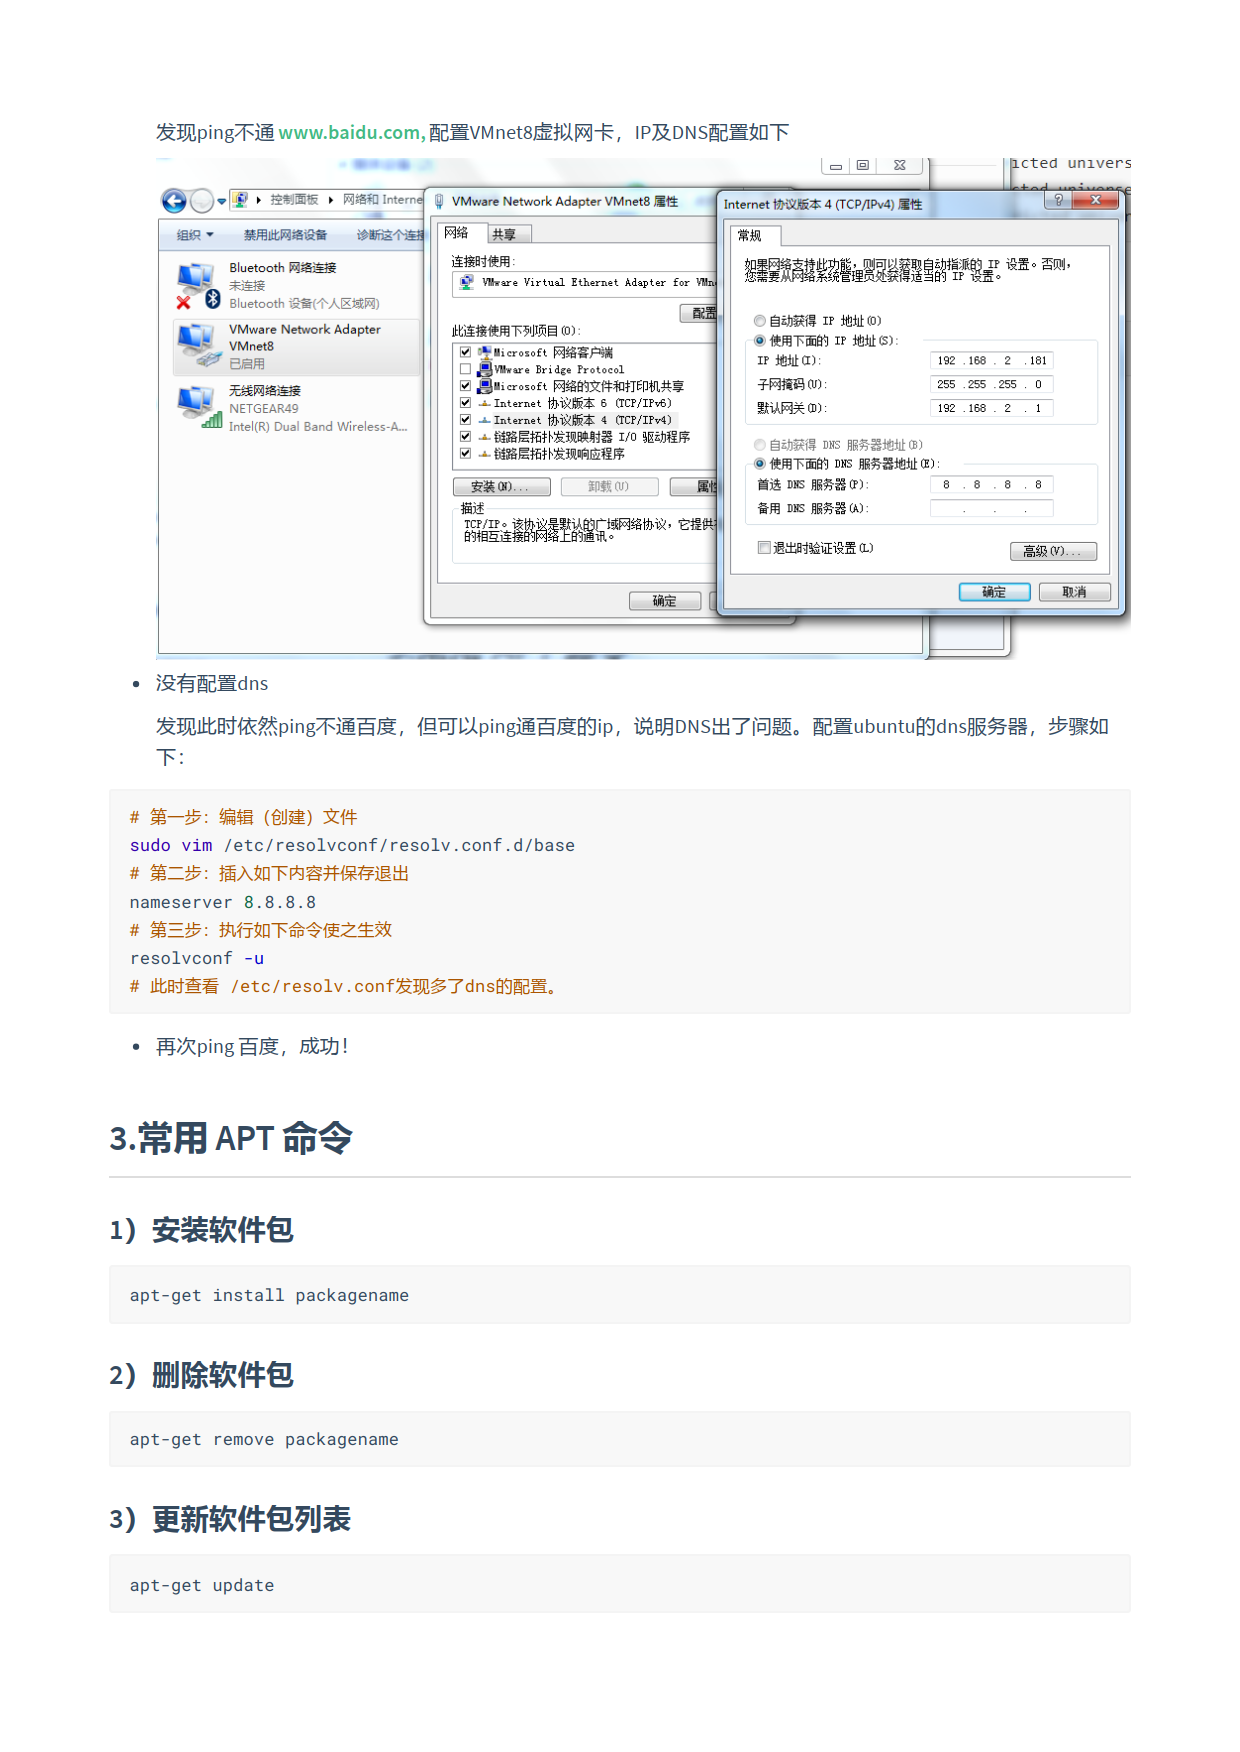 发现ping不通 www.baidu.com, 配置VMnet8虚拟网卡，IP及DNS配置如下
icted univers
cted universe
控制面板 网络和 Interne
组织 禁用此网络设备 诊断这个连接
Bluetooth 网络连接
未连接
Bluetooth 设备(个人区域网)
VMware Network Adapter
VMnet8
已启用
无线网络连接
NETGEAR49
Intel(R) Dual Band Wireless-A...
VMware Network Adapter VMnet8 属性
网络 共享
连接时使用:
VMware Virtual Ethernet Adapter for VMn
配置
此连接使用下列项目(O):
Microsoft 网络客户端
VMware Bridge Protocol
Microsoft 网络的文件和打印机共享
Internet 协议版本 6 (TCP/IPv6)
Internet 协议版本 4 (TCP/IPv4)
链路层拓扑发现映射器 I/O 驱动程序
链路层拓扑发现响应程序
安装(N)... 卸载(U) 属性
描述
TCP/IP。该协议是默认的广域网络协议，它提供
的相互连接的网络上的通讯。
确定
Internet 协议版本 4 (TCP/IPv4) 属性
常规
如果网络支持此功能，则可以获取自动指派的 IP 设置。否则，
您需要从网络系统管理员处获得适当的 IP 设置。
自动获得 IP 地址(O)
使用下面的 IP 地址(S):
IP 地址(I): 192 .168 . 2 .181
子网掩码(U): 255 .255 .255 . 0
默认网关(D): 192 .168 . 2 . 1
自动获得 DNS 服务器地址(B)
使用下面的 DNS 服务器地址(E):
首选 DNS 服务器(P): 8 . 8 . 8 . 8
备用 DNS 服务器(A): . . .
退出时验证设置(L)
高级(V)...
确定 取消
• 没有配置dns
发现此时依然ping不通百度，但可以ping通百度的ip，说明DNS出了问题。配置ubuntu的dns服务器，步骤如
下：
# 第一步：编辑（创建）文件
sudo vim /etc/resolvconf/resolv.conf.d/base
# 第二步：插入如下内容并保存退出
nameserver 8.8.8.8
# 第三步：执行如下命令使之生效
resolvconf -u
# 此时查看 /etc/resolv.conf发现多了dns的配置。
• 再次ping 百度，成功！
3.常用 APT 命令
1）安装软件包
apt-get install packagename
2）删除软件包
apt-get remove packagename
3）更新软件包列表
apt-get update